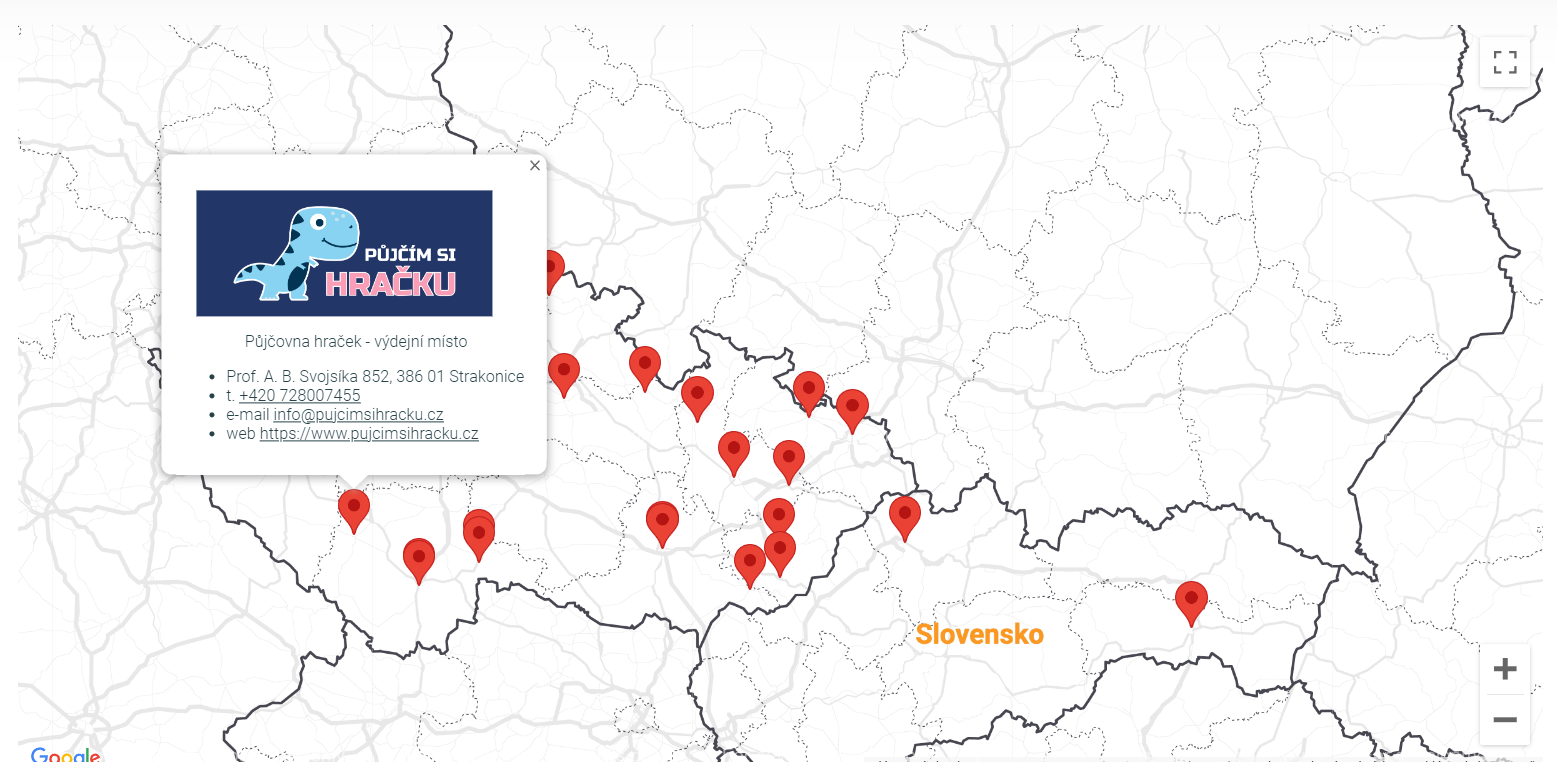 PŮJČÍM SI
HRAČKU
Půjčovna hraček - výdejní místo
Prof. A. B. Svojsíka 852, 386 01 Strakonice
t. +420 728007455
e-mail info@pujcimsihracku.cz
web https://www.pujcimsihracku.cz
Slovensko
Google